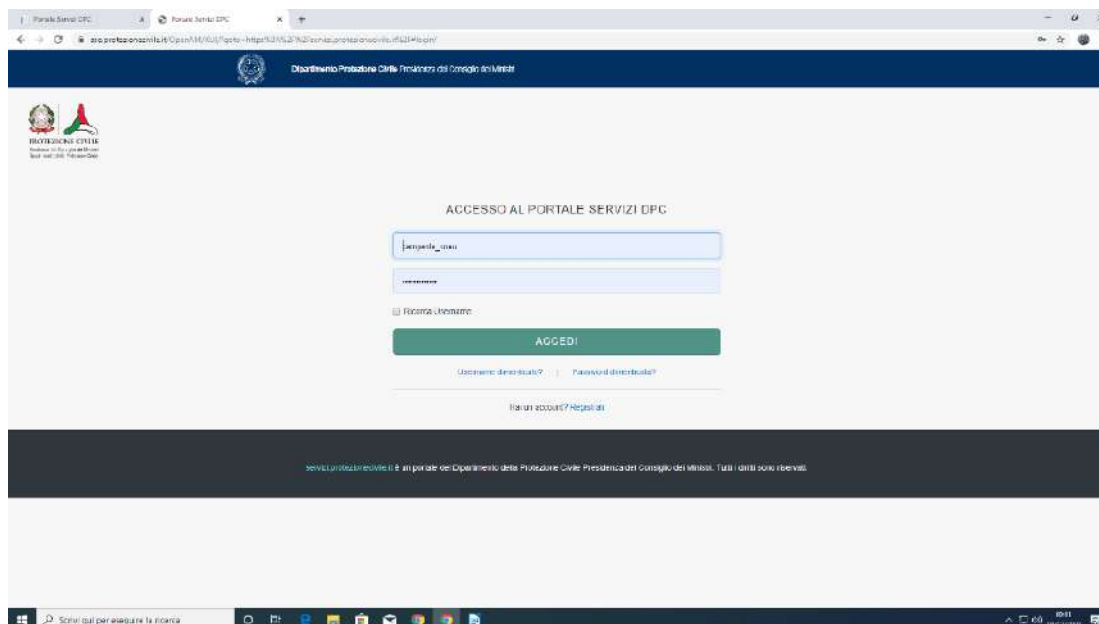 Portale Servizi DPC
Portale Servizi DPC
Dipartimento Protezione Civile Presidenza del Consiglio dei Ministri
PROTEZIONE CIVILE
ACCESSO AL PORTALE SERVIZI DPC
Ricorda Username
ACCEDI
Username dimenticato? | Password dimenticata?
Hai un account? Registrati
servizi.protezionecivile.it è un portale del Dipartimento della Protezione Civile Presidenza del Consiglio dei Ministri. Tutti i diritti sono riservati
Scrivi qui per eseguire la ricerca